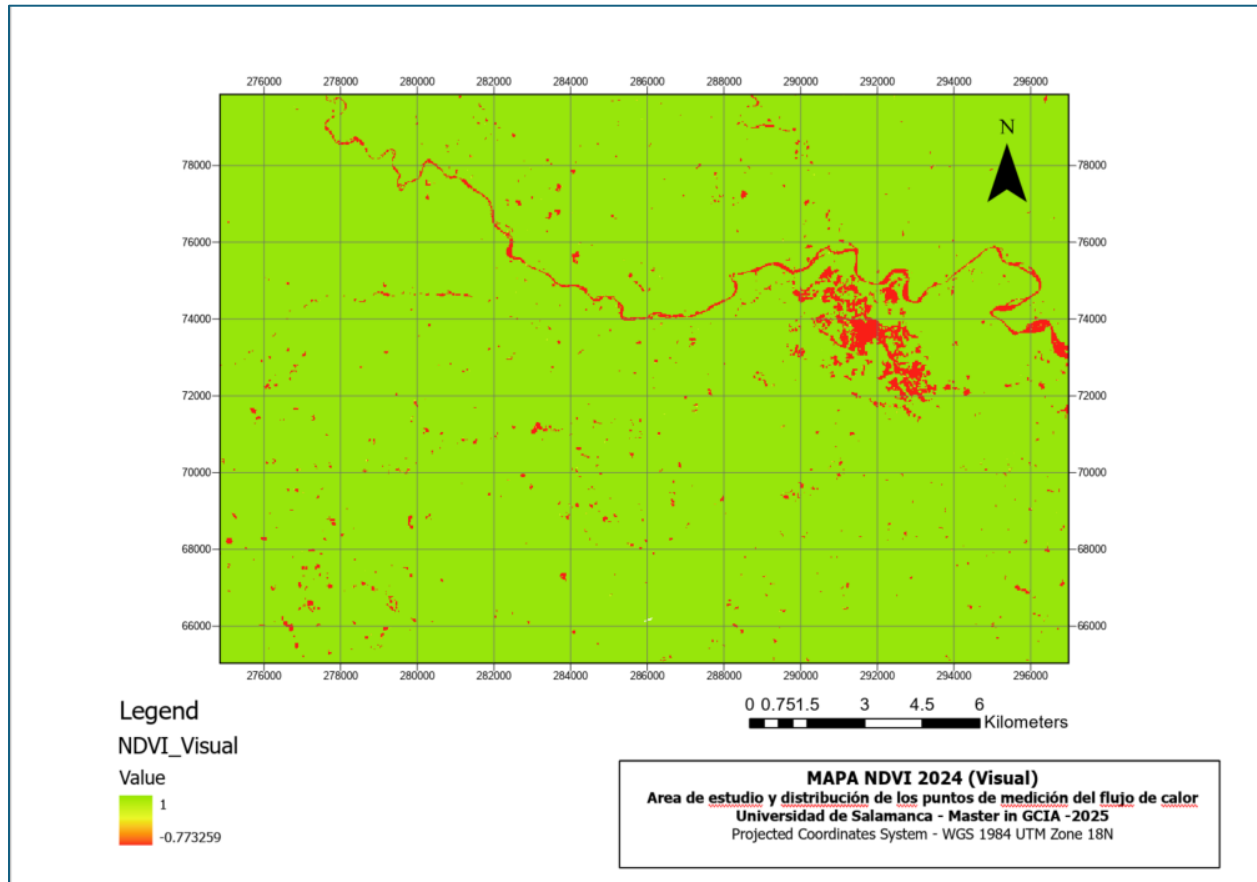 276000 278000 280000 282000 284000 286000 288000 290000 292000 294000 296000
N
78000 78000
76000 76000
74000 74000
72000 72000
70000 70000
68000 68000
66000 66000
276000 278000 280000 282000 284000 286000 288000 290000 292000 294000 296000
0 0.751.5 3 4.5 6
Kilometers
Legend
NDVI_Visual
Value
1
-0.773259
MAPA NDVI 2024 (Visual)
Area de estudio y distribución de los puntos de medición del flujo de calor
Universidad de Salamanca - Master in GCIA -2025
Projected Coordinates System - WGS 1984 UTM Zone 18N